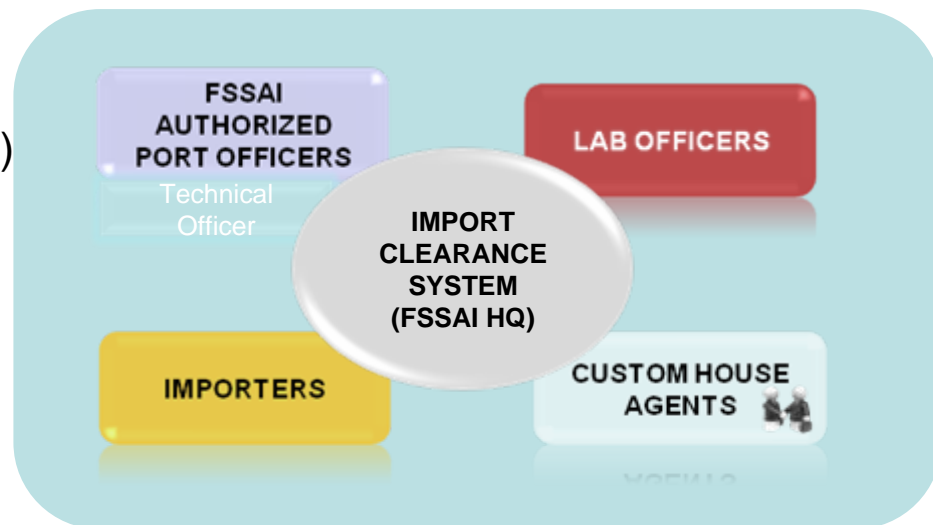 )
FSSAI
AUTHORIZED
PORT OFFICERS
Technical
Officer
LAB OFFICERS
IMPORT
CLEARANCE
SYSTEM
(FSSAI HQ)
IMPORTERS
CUSTOM HOUSE
AGENTS